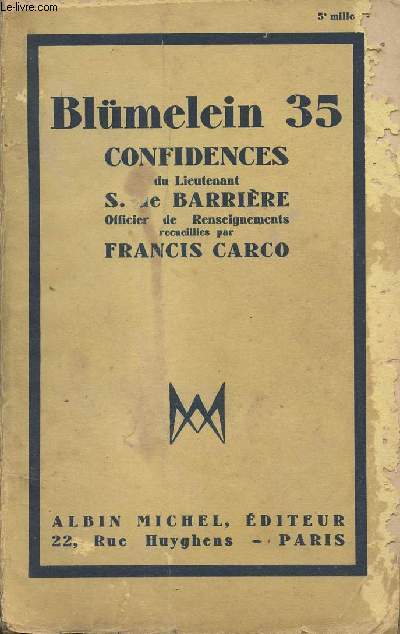 Le-livre.com
5e mille
Blümelein 35
CONFIDENCES
du Lieutenant
S. de BARRIÈRE
Officier de Renseignements
recueillies par
FRANCIS CARCO
ALBIN MICHEL, ÉDITEUR
22, Rue Huyghens - PARIS